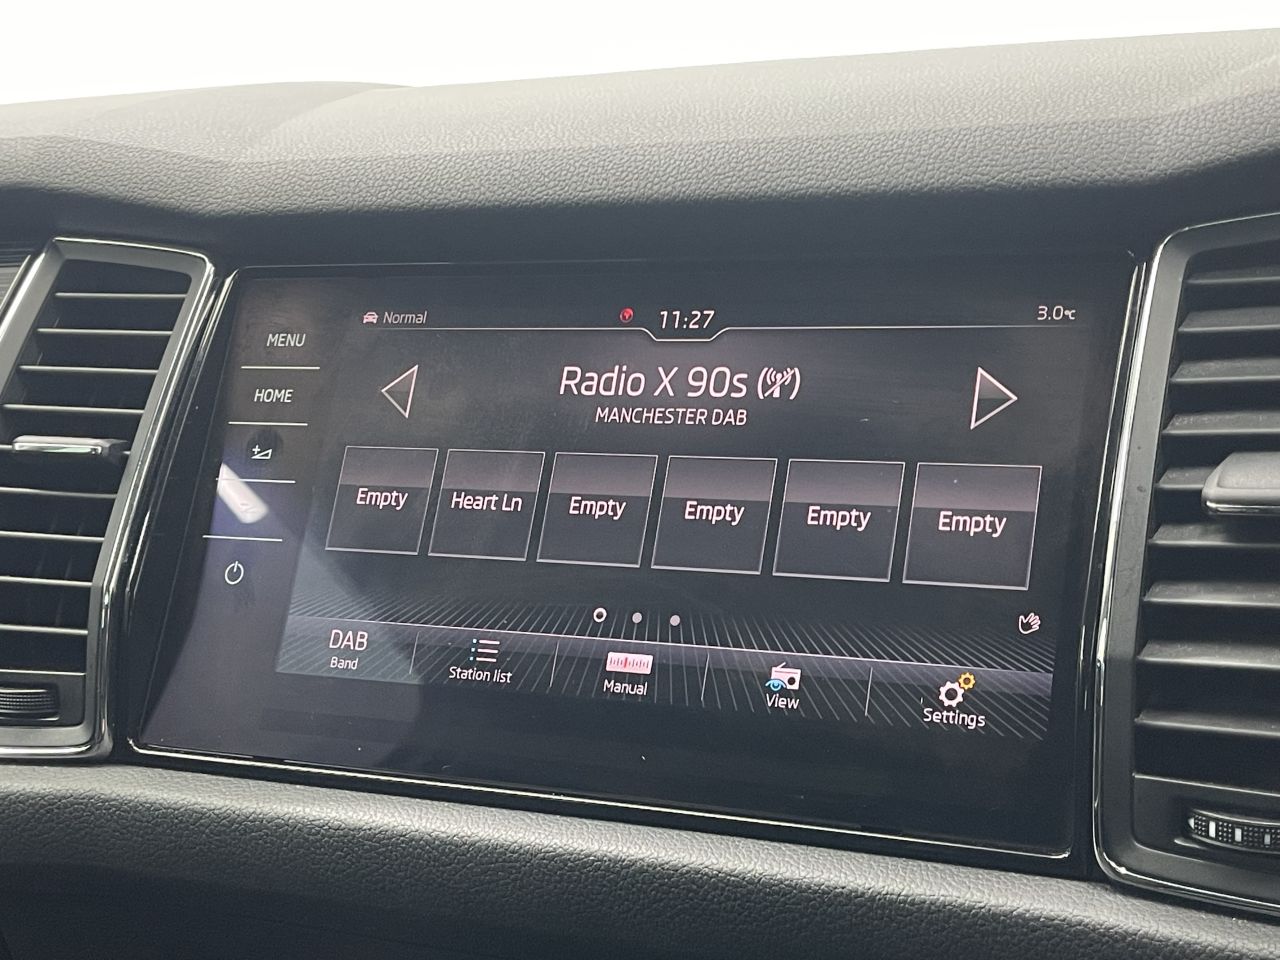 Normal
11:27
3.0°C
MENU
HOME
Radio X 90s
MANCHESTER DAB
Empty
Heart Ln
Empty
Empty
Empty
Empty
DAB
Band
Station list
Manual
View
Settings